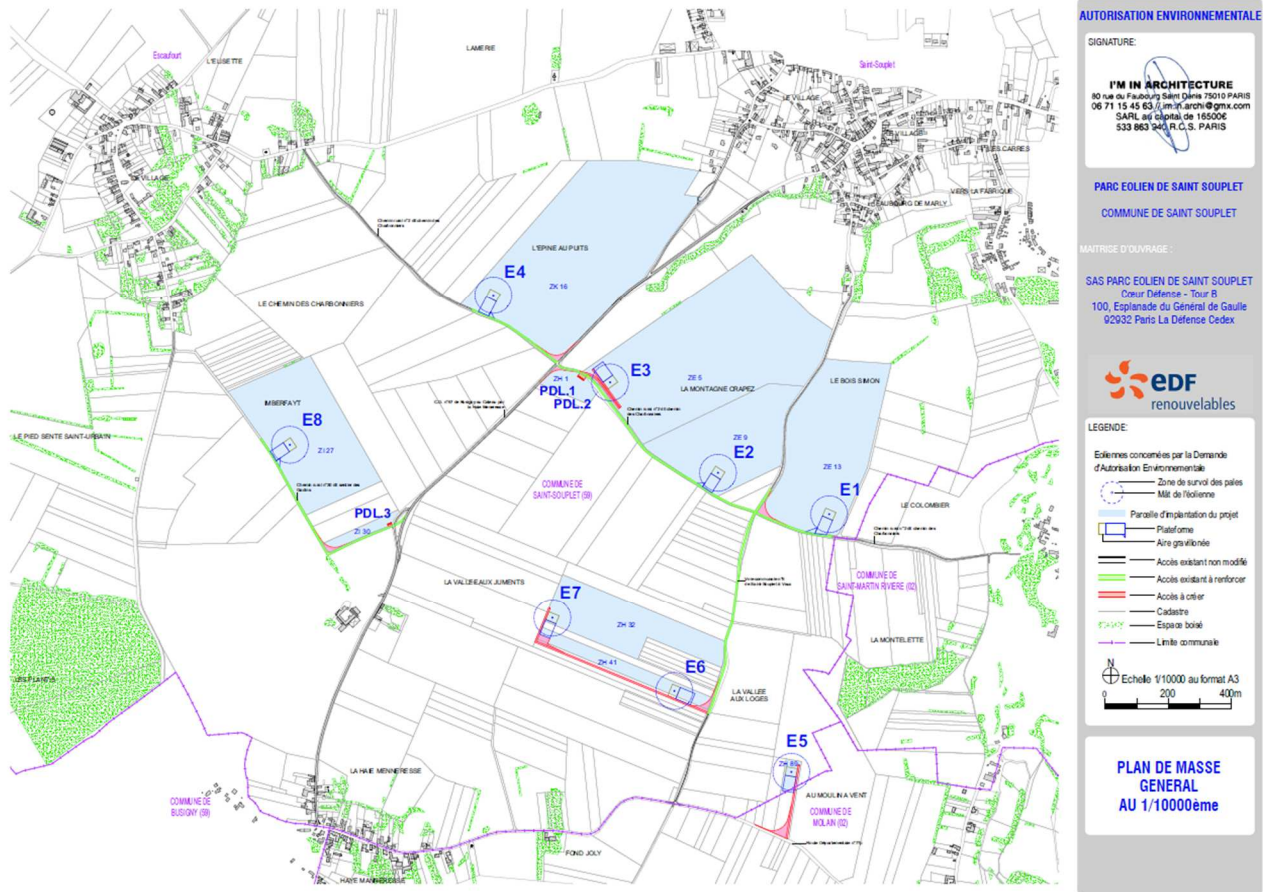 Escaufourt
L'EUSETTE
LAMERIE
Saint-Souplet
LE VILLAGE
LE VILLAGE
LES CARRES
VERS LA FABRIQUE
FAUBOURG DE MARLY
LE VILLAGE
L'EPINE AU PUITS
E4
ZK 16
LE CHEMIN DES CHARBONNIERS
ZH 1
E3
PDL.1
PDL.2
ZE 5
LA MONTAGNE CRAPEZ
LE BOIS SIMON
IMBERFAYT
E8
ZI 27
LE PIED SENTE SAINT-URBAIN
ZE 9
E2
ZE 13
E1
LE COLOMBIER
COMMUNE DE
SAINT-SOUPLET (59)
PDL.3
ZI 30
LA VALLEE AUX JUMENTS
COMMUNE DE
SAINT-MARTIN RIVIERE (02)
E7
ZH 32
ZH 41
E6
LA MONTELETTE
LES PLANTIS
LA VALLEE
AUX LOGES
E5
ZH 89
LA HAIE MENNERESSE
COMMUNE DE
BUSIGNY (59)
AU MOULIN A VENT
COMMUNE DE
MOLAIN (02)
FOND JOLY
HAYE MANNERESSE
AUTORISATION ENVIRONNEMENTALE
SIGNATURE:
I'M IN ARCHITECTURE
80 rue du Faubourg Saint Denis 75010 PARIS
06 71 15 45 63 / im.in.archi@gmx.com
SARL au capital de 16500€
533 863 940 R.C.S. PARIS
PARC EOLIEN DE SAINT SOUPLET
COMMUNE DE SAINT SOUPLET
MAITRISE D'OUVRAGE :
SAS PARC EOLIEN DE SAINT SOUPLET
Cœur Défense - Tour B
100, Esplanade du Général de Gaulle
92932 Paris La Défense Cedex
eDF
renouvelables
LEGENDE:
Eoliennes concernées par la Demande
d'Autorisation Environnementale
Zone de survol des pales
Mât de l'éolienne
Parcelle d'implantation du projet
Plateforme
Aire gravillonée
Accès existant non modifié
Accès existant à renforcer
Accès à créer
Cadastre
Espace boisé
Limite communale
N
Echelle 1/10000 au format A3
0 200 400m
PLAN DE MASSE
GENERAL
AU 1/10000ème